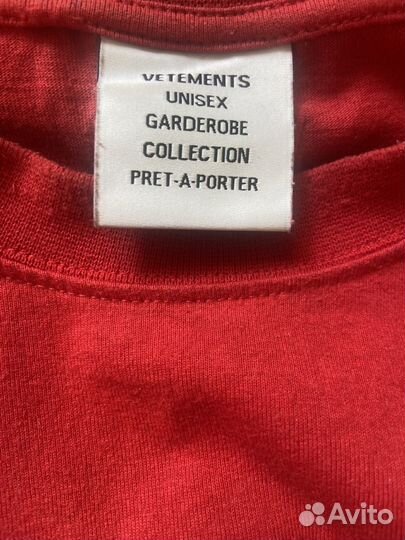 VETEMENTS
UNISEX
GARDEROBE
COLLECTION
PRET-A-PORTER
Avito